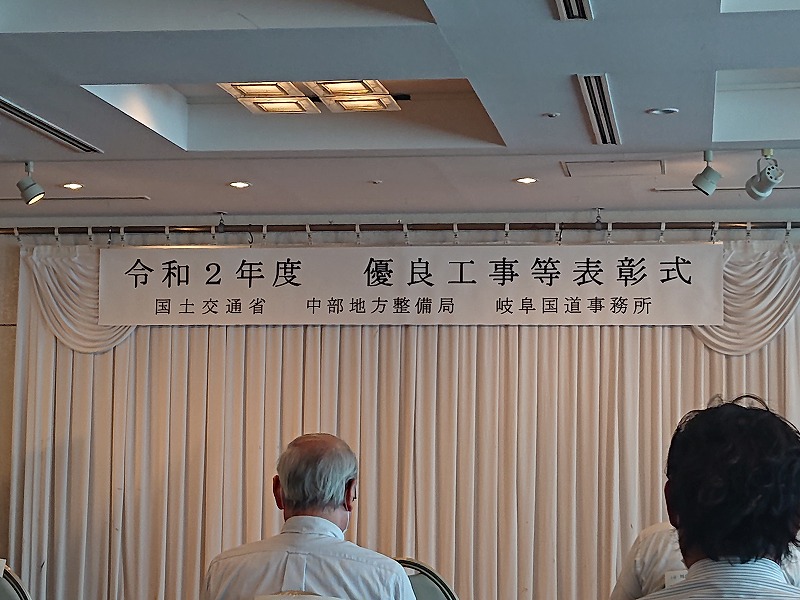 令和2年度　優良工事等表彰式
国土交通省　中部地方整備局　岐阜国道事務所